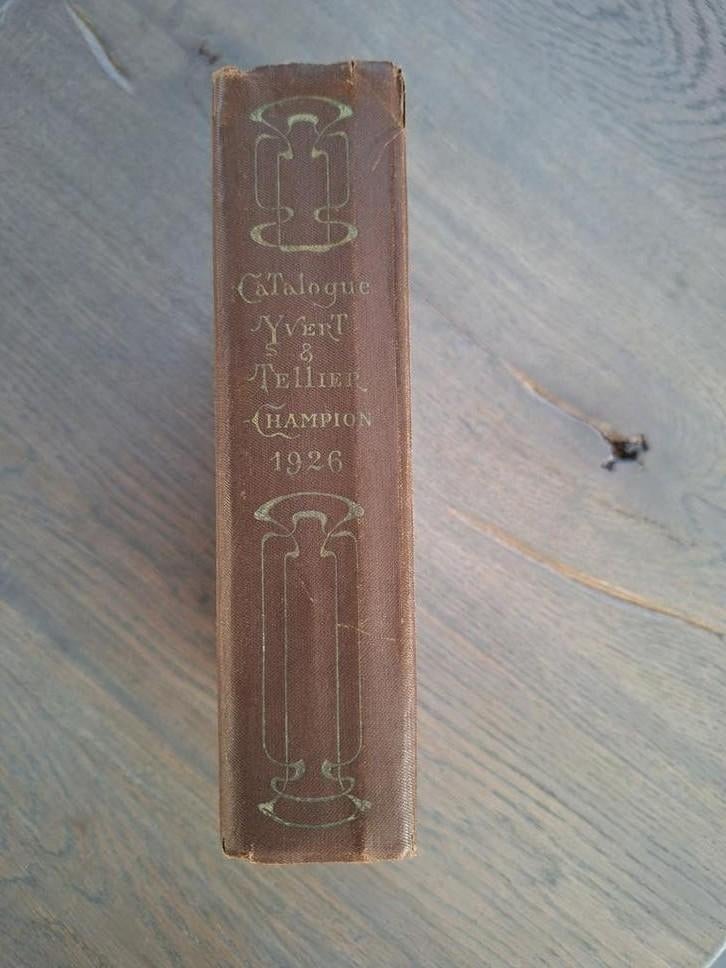 Catalogue
Yvert
&
Tellier
Champion
1926